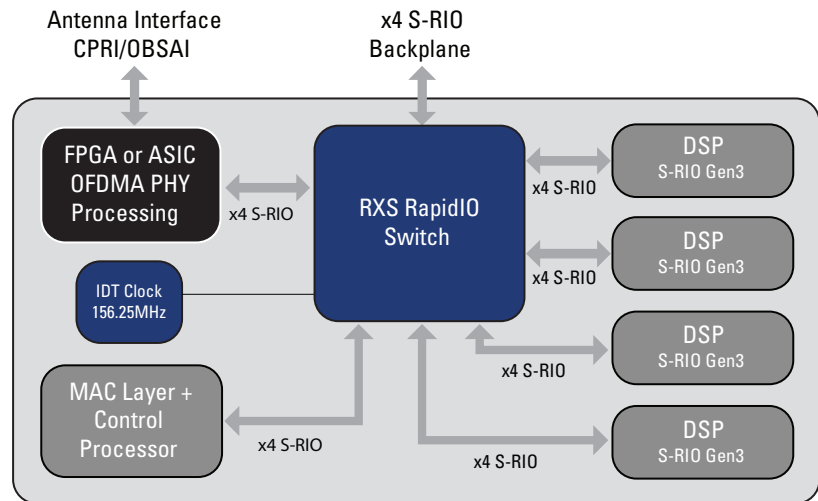 Antenna Interface
CPRI/OBSAI
x4 S-RIO
Backplane
FPGA or ASIC
OFDMA PHY
Processing
x4 S-RIO
RXS RapidIO
Switch
x4 S-RIO
DSP
S-RIO Gen3
x4 S-RIO
DSP
S-RIO Gen3
IDT Clock
156.25MHz
x4 S-RIO
DSP
S-RIO Gen3
MAC Layer +
Control
Processor
x4 S-RIO
x4 S-RIO
DSP
S-RIO Gen3